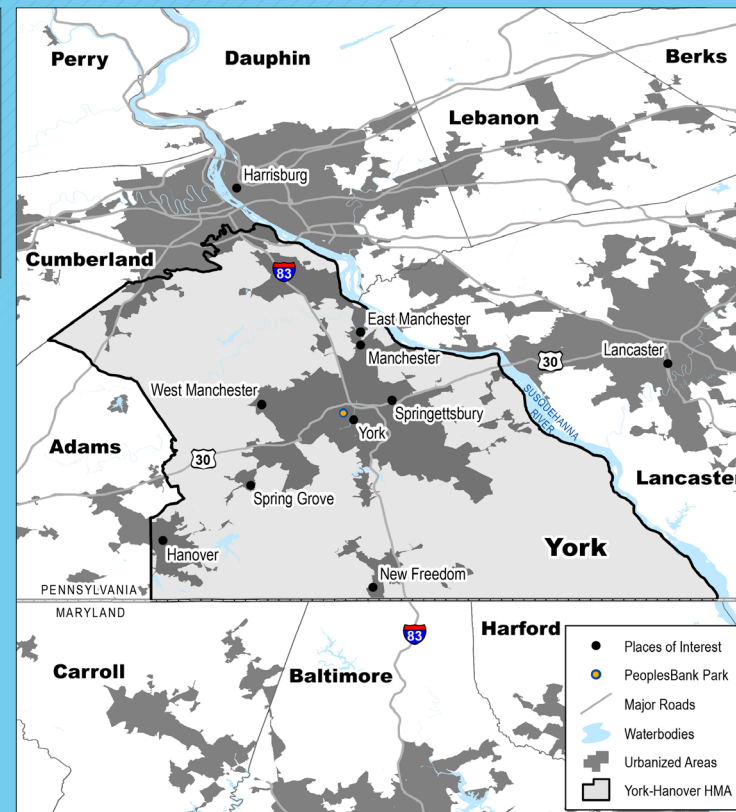 Perry
Dauphin
Berks
Lebanon
Harrisburg
Cumberland
83
East Manchester
Manchester
Lancaster
30
West Manchester
Springettsbury
SUSQUEHANNA
RIVER
York
Adams
30
Lancaster
Spring Grove
Hanover
York
New Freedom
PENNSYLVANIA
MARYLAND
83
Harford
Carroll
Baltimore
Places of Interest
PeoplesBank Park
Major Roads
Waterbodies
Urbanized Areas
York-Hanover HMA